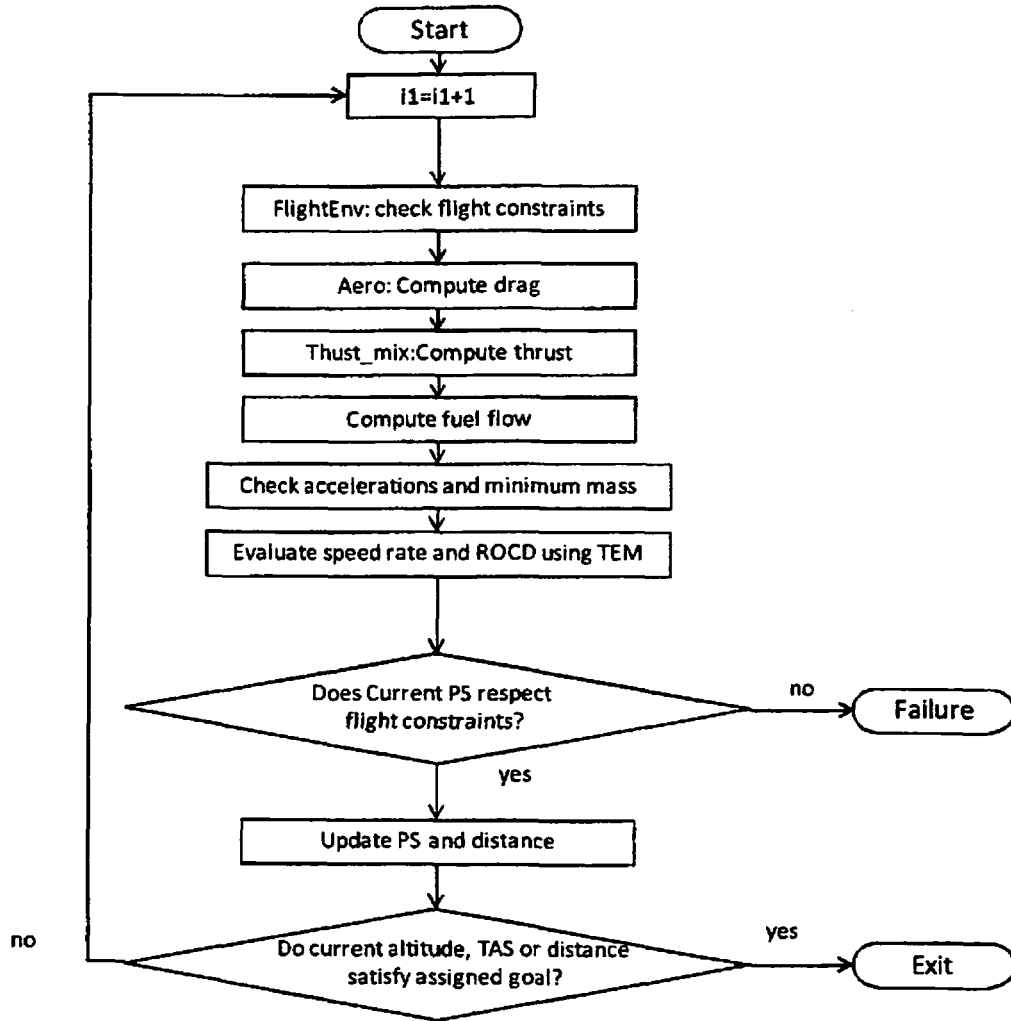 Start
i1=i1+1
FlightEnv: check flight constraints
Aero: Compute drag
Thust_mix:Compute thrust
Compute fuel flow
Check accelerations and minimum mass
Evaluate speed rate and ROCD using TEM
Does Current PS respect
flight constraints?
no
Failure
yes
Update PS and distance
no
Do current altitude, TAS or distance
satisfy assigned goal?
yes
Exit